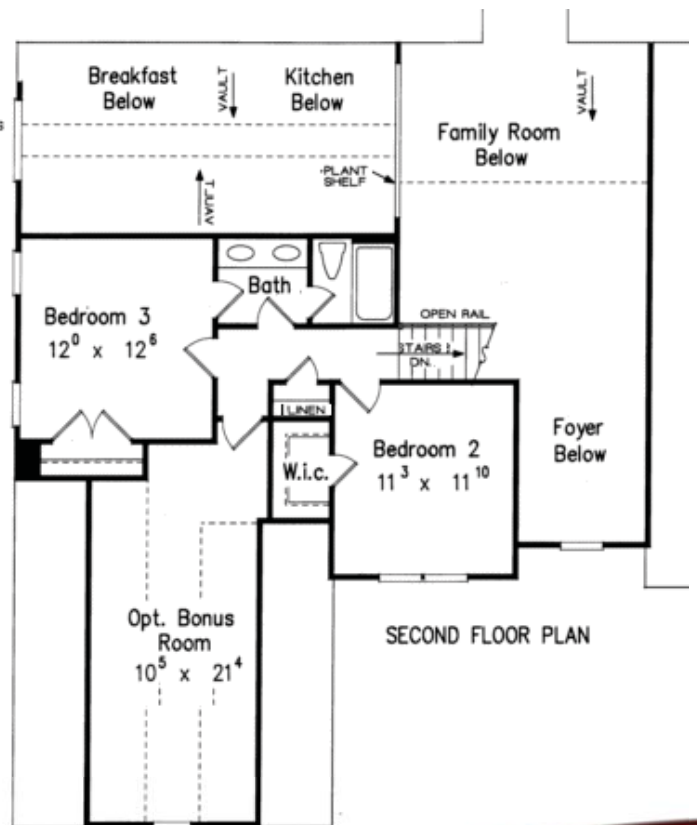 Breakfast
Below
VAULT
Kitchen
Below
VAULT
Family Room
Below
PLANT
SHELF
VAULT
Bath
Bedroom 3
12⁰ x 12⁶
OPEN RAIL
STAIRS
DN.
LINEN
Bedroom 2
11³ x 11¹⁰
Foyer
Below
W.i.c.
Opt. Bonus
Room
10⁵ x 21⁴
SECOND FLOOR PLAN